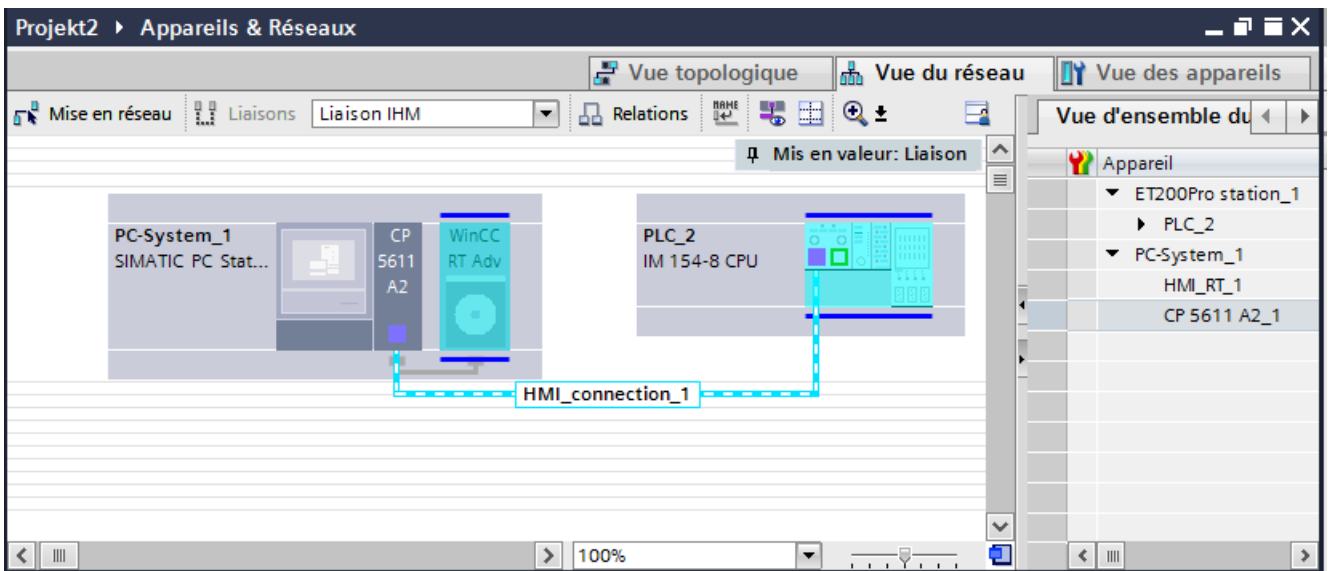 Projekt2 ▸ Appareils & Réseaux
Vue topologique
Vue du réseau
Vue des appareils
Mise en réseau
Liaisons
Liaison IHM
Relations
NAME
Vue d'ensemble du
Mis en valeur: Liaison
Appareil
ET200Pro station_1
PLC_2
PC-System_1
HMI_RT_1
CP 5611 A2_1
PC-System_1
SIMATIC PC Stat...
CP
5611
A2
WinCC
RT Adv
PLC_2
IM 154-8 CPU
HMI_connection_1
100%